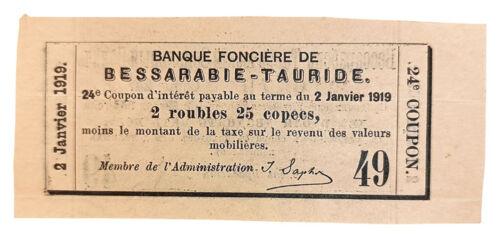 2 Janvier 1919.
BANQUE FONCIÈRE DE
BESSARABIE-TAURIDE.
24e Coupon d'intérêt payable au terme du 2 Janvier 1919
2 roubles 25 copecs,
moins le montant de la taxe sur le revenu des valeurs
mobilières.
Membre de l'Administration
49
24e COUPON.